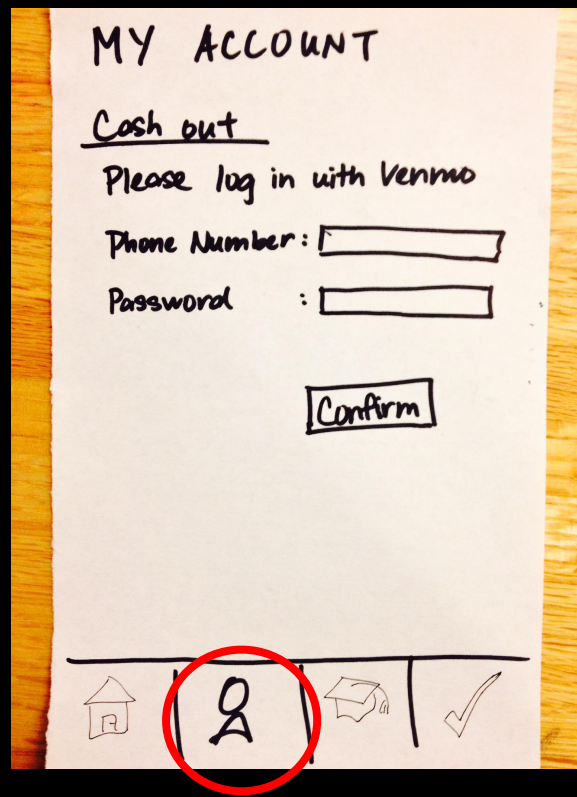 MY ACCOUNT
Cash out
Please log in with Venmo
Phone Number:
Password :
Confirm